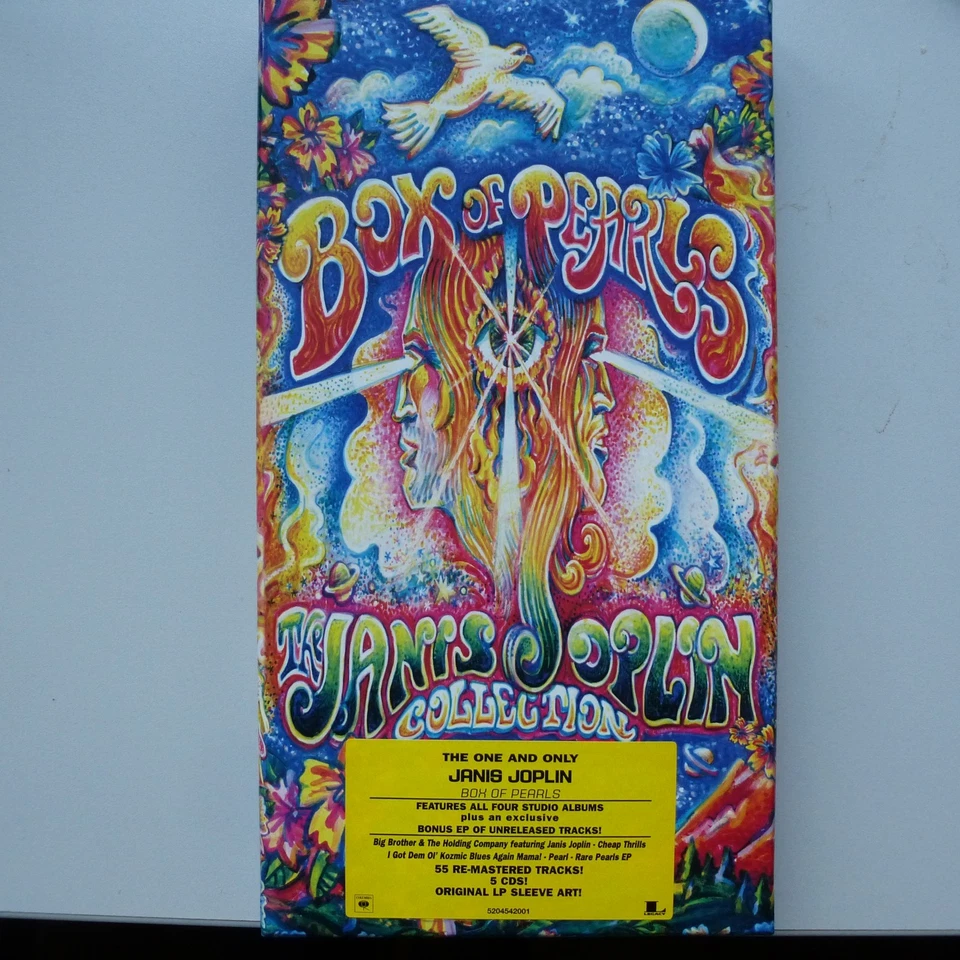 BOX OF PEARLS
THE JANIS JOPLIN
COLLECTION
THE ONE AND ONLY
JANIS JOPLIN
BOX OF PEARLS
FEATURES ALL FOUR STUDIO ALBUMS
plus an exclusive
BONUS EP OF UNRELEASED TRACKS!
Big Brother & The Holding Company featuring Janis Joplin - Cheap Thrills
I Got Dem Ol' Kozmic Blues Again Mama! - Pearl - Rare Pearls EP
55 RE-MASTERED TRACKS!
5 CDS!
ORIGINAL LP SLEEVE ART!
COLUMBIA
5204542001
LEGACY